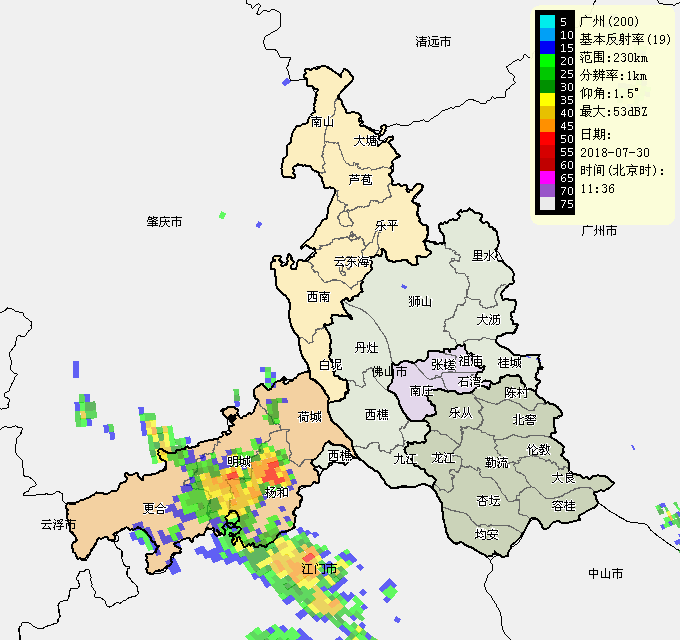 广州(200)
基本反射率(19)
范围:230km
分辨率:1km
仰角:1.5°
最大:53dBZ
日期:
2018-07-30
时间(北京时):
11:36
5
10
15
20
25
30
35
40
45
50
55
60
65
70
75
清远市
南山
大塘
芦苞
肇庆市
乐平
广州市
里水
云东海
西南
狮山
大沥
丹灶
白坭
佛山市
张槎
祖庙
桂城
石湾
南庄
陈村
荷城
西樵
乐从
北窖
伦教
西樵
九江
龙江
勒流
明城
大良
扬和
杏坛
容桂
更合
云浮市
均安
江门市
中山市